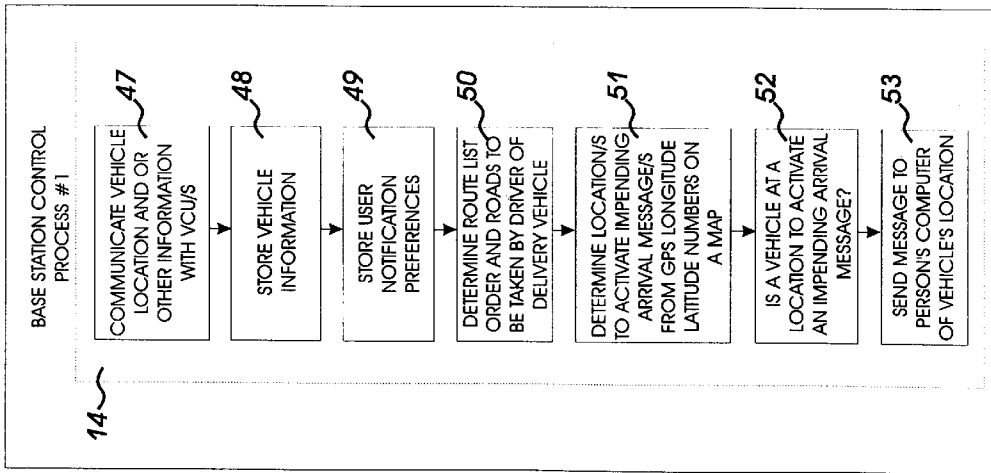 BASE STATION CONTROL
PROCESS #1
14
47
COMMUNICATE VEHICLE
LOCATION AND OR
OTHER INFORMATION
WITH VCU/S
48
STORE VEHICLE
INFORMATION
49
STORE USER
NOTIFICATION
PREFERENCES
50
DETERMINE ROUTE LIST
ORDER AND ROADS TO
BE TAKEN BY DRIVER OF
DELIVERY VEHICLE
51
DETERMINE LOCATION/S
TO ACTIVATE IMPENDING
ARRIVAL MESSAGE/S
FROM GPS LONGITUDE
LATITUDE NUMBERS ON
A MAP
52
IS A VEHICLE AT A
LOCATION TO ACTIVATE
AN IMPENDING ARRIVAL
MESSAGE?
53
SEND MESSAGE TO
PERSON'S COMPUTER
OF VEHICLE'S LOCATION